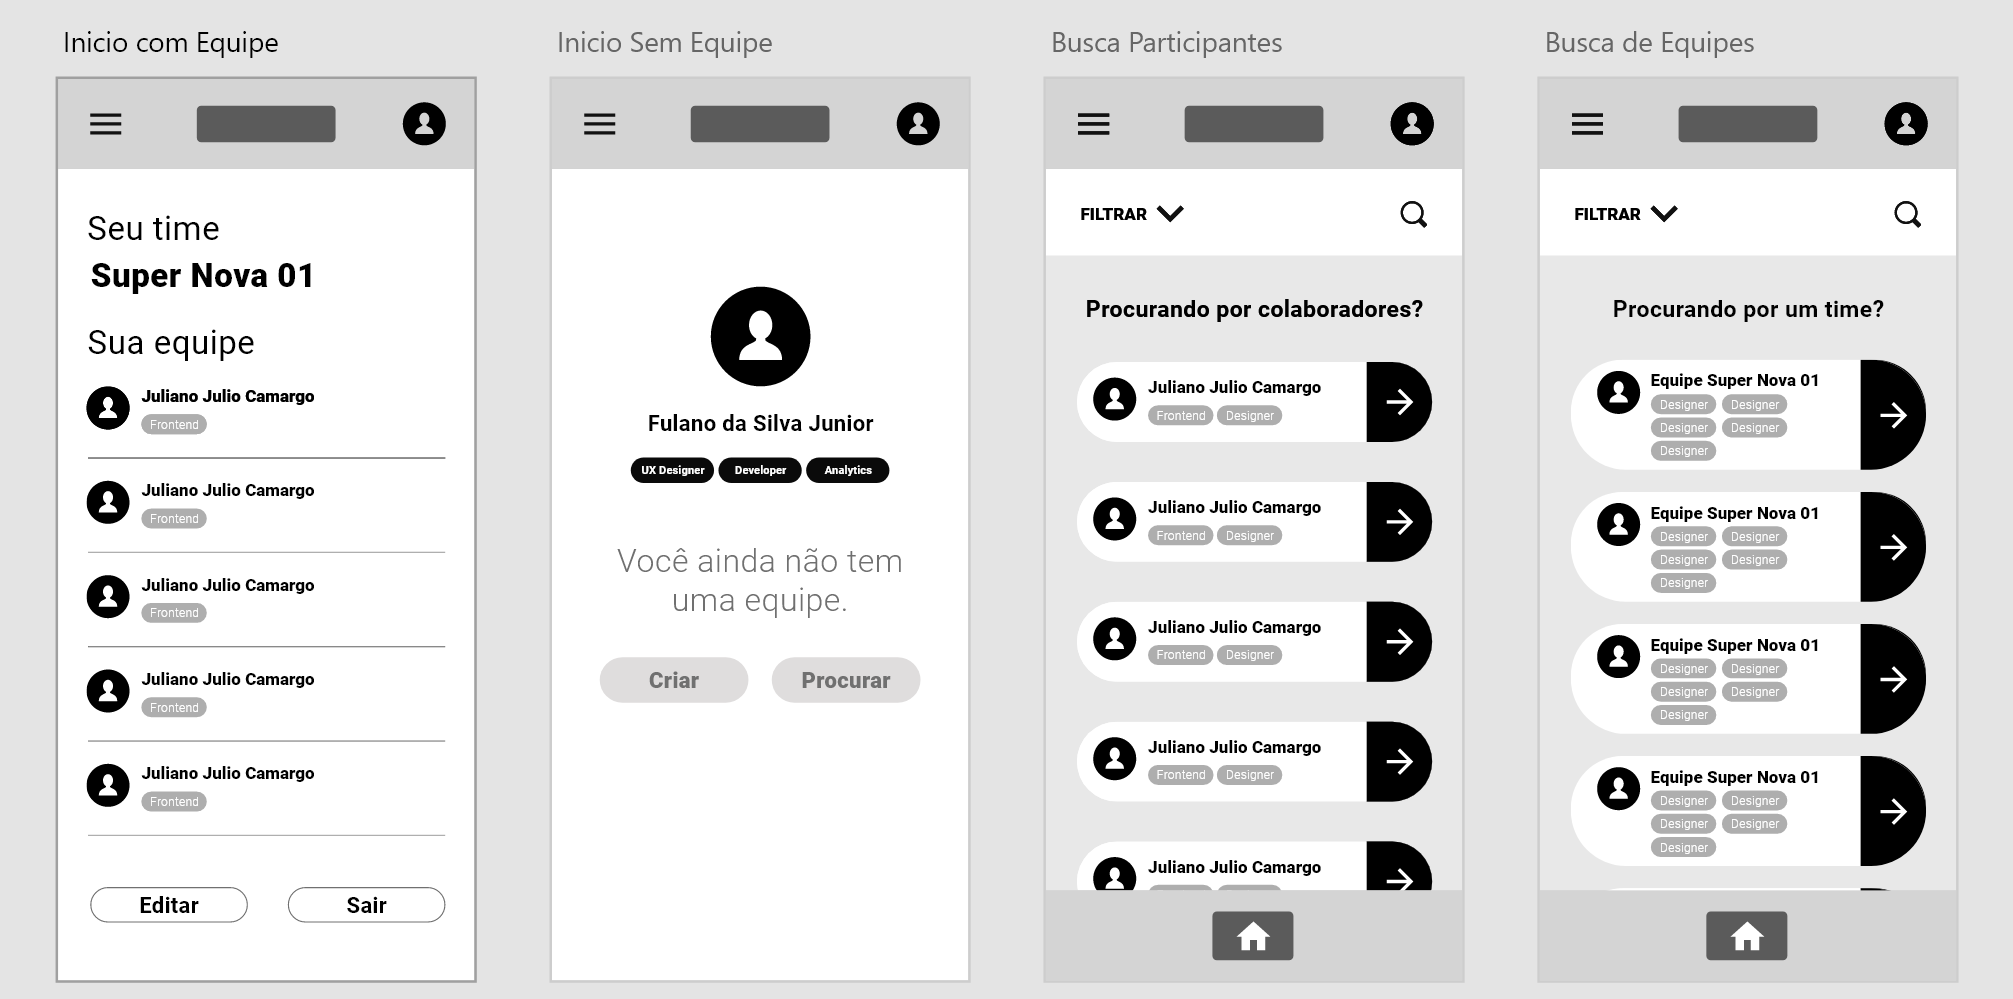 Inicio com Equipe
Seu time
Super Nova 01
Sua equipe
Juliano Julio Camargo
Frontend
Juliano Julio Camargo
Frontend
Juliano Julio Camargo
Frontend
Juliano Julio Camargo
Frontend
Juliano Julio Camargo
Frontend
Editar Sair
Inicio Sem Equipe
Fulano da Silva Junior
UX Designer Developer Analytics
Você ainda não tem
uma equipe.
Criar Procurar
Busca Participantes
FILTRAR
Procurando por colaboradores?
Juliano Julio Camargo
Frontend Designer
Juliano Julio Camargo
Frontend Designer
Juliano Julio Camargo
Frontend Designer
Juliano Julio Camargo
Frontend Designer
Juliano Julio Camargo
Busca de Equipes
FILTRAR
Procurando por um time?
Equipe Super Nova 01
Designer Designer
Designer Designer
Designer
Equipe Super Nova 01
Designer Designer
Designer Designer
Designer
Equipe Super Nova 01
Designer Designer
Designer Designer
Designer
Equipe Super Nova 01
Designer Designer
Designer Designer
Designer